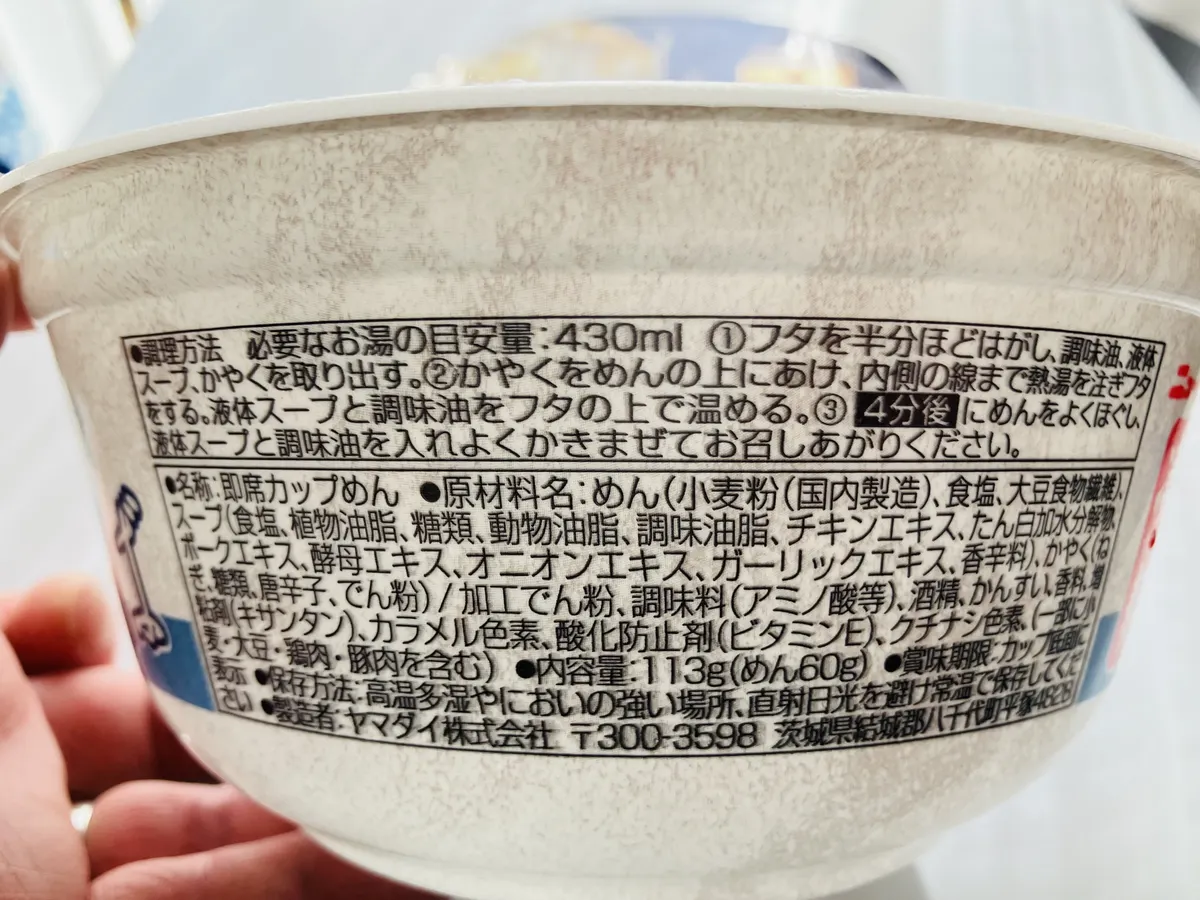 ●調理方法 必要なお湯の目安量:430ml ①フタを半分ほどはがし、調味油、液体
スープ、かやくを取り出す。②かやくをめんの上にあけ、内側の線まで熱湯を注ぎフタ
をする。液体スープと調味油をフタの上で温める。③ 4分後 にめんをよくほぐし、
液体スープと調味油を入れよくかきまぜてお召しあがりください。
●名称:即席カップめん ●原材料名:めん(小麦粉(国内製造)、食塩、大豆食物繊維)、
スープ(食塩、植物油脂、糖類、動物油脂、調味油脂、チキンエキス、たん白加水分解物、
ポークエキス、酵母エキス、オニオンエキス、ガーリックエキス、香辛料)、かやく(ね
ぎ、糖類、唐辛子、でん粉)/加工でん粉、調味料(アミノ酸等)、酒精、かんすい、香料、増
粘剤(キサンタン)、カラメル色素、酸化防止剤(ビタミンE)、クチナシ色素、(一部に小
麦・大豆・鶏肉・豚肉を含む) ●内容量:113g(めん60g) ●賞味期限:カップ底面に
表示 ●保存方法:高温多湿やにおいの強い場所、直射日光を避け常温で保存してくだ
さい ●製造者:ヤマダイ株式会社 〒300-3598 茨城県結城郡八千代町平塚4828